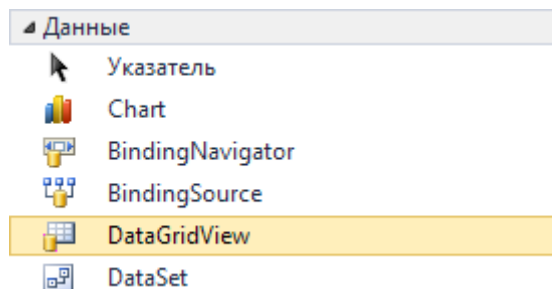 Данные
Указатель
Chart
BindingNavigator
BindingSource
DataGridView
DataSet